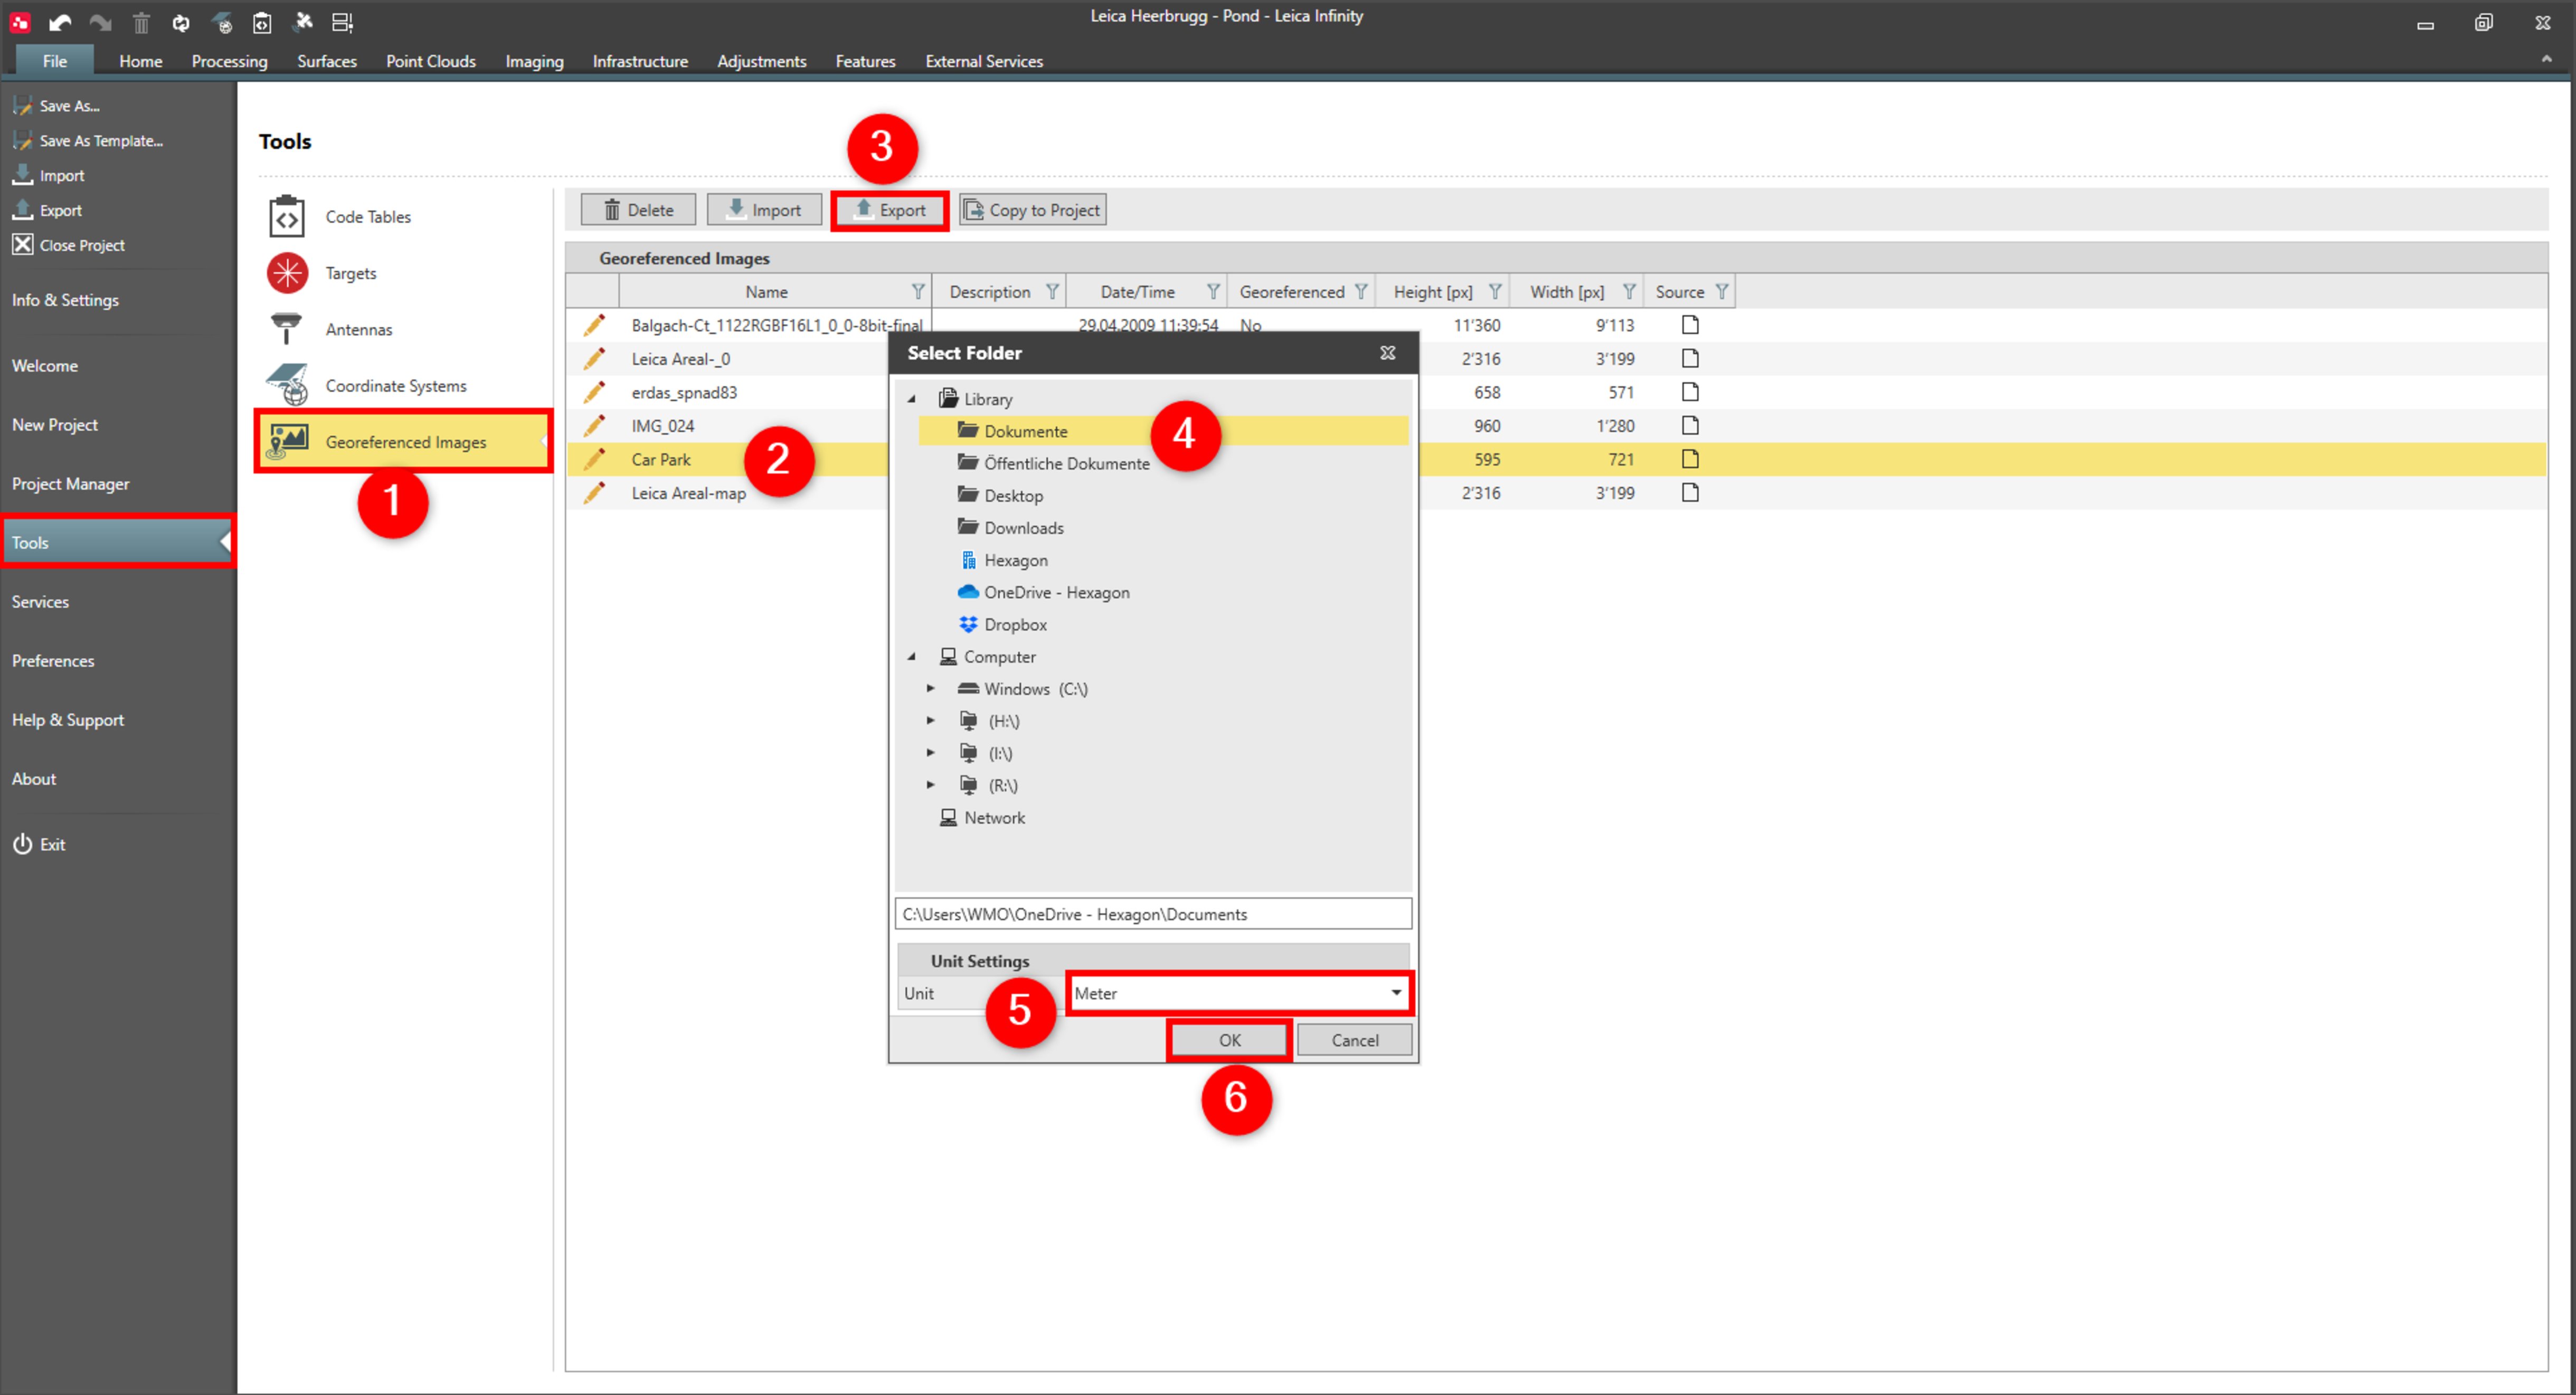 Leica Heerbrugg - Pond - Leica Infinity
File Home Processing Surfaces Point Clouds Imaging Infrastructure Adjustments Features External Services
Save As...
Save As Template...
Import
Export
Close Project
Info & Settings
Welcome
New Project
Project Manager
Tools
Services
Preferences
Help & Support
About
Exit
Tools
Code Tables
Targets
Antennas
Coordinate Systems
Georeferenced Images
1
3
Delete Import Export Copy to Project
Georeferenced Images
Name Description Date/Time Georeferenced Height [px] Width [px] Source
Balgach-Ct_1122RGBF16L1_0_0-8bit-final 29.04.2009 11:39:54 No 11'360 9'113
Leica Areal-_0 2'316 3'199
erdas_spnad83 658 571
IMG_024 960 1'280
Car Park 595 721
Leica Areal-map 2'316 3'199
2
Select Folder
Library
Dokumente
4
Öffentliche Dokumente
Desktop
Downloads
Hexagon
OneDrive - Hexagon
Dropbox
Computer
Windows (C:\)
(H:\)
(I:\)
(R:\)
Network
C:\Users\WMO\OneDrive - Hexagon\Documents
Unit Settings
Unit Meter
5
OK Cancel
6